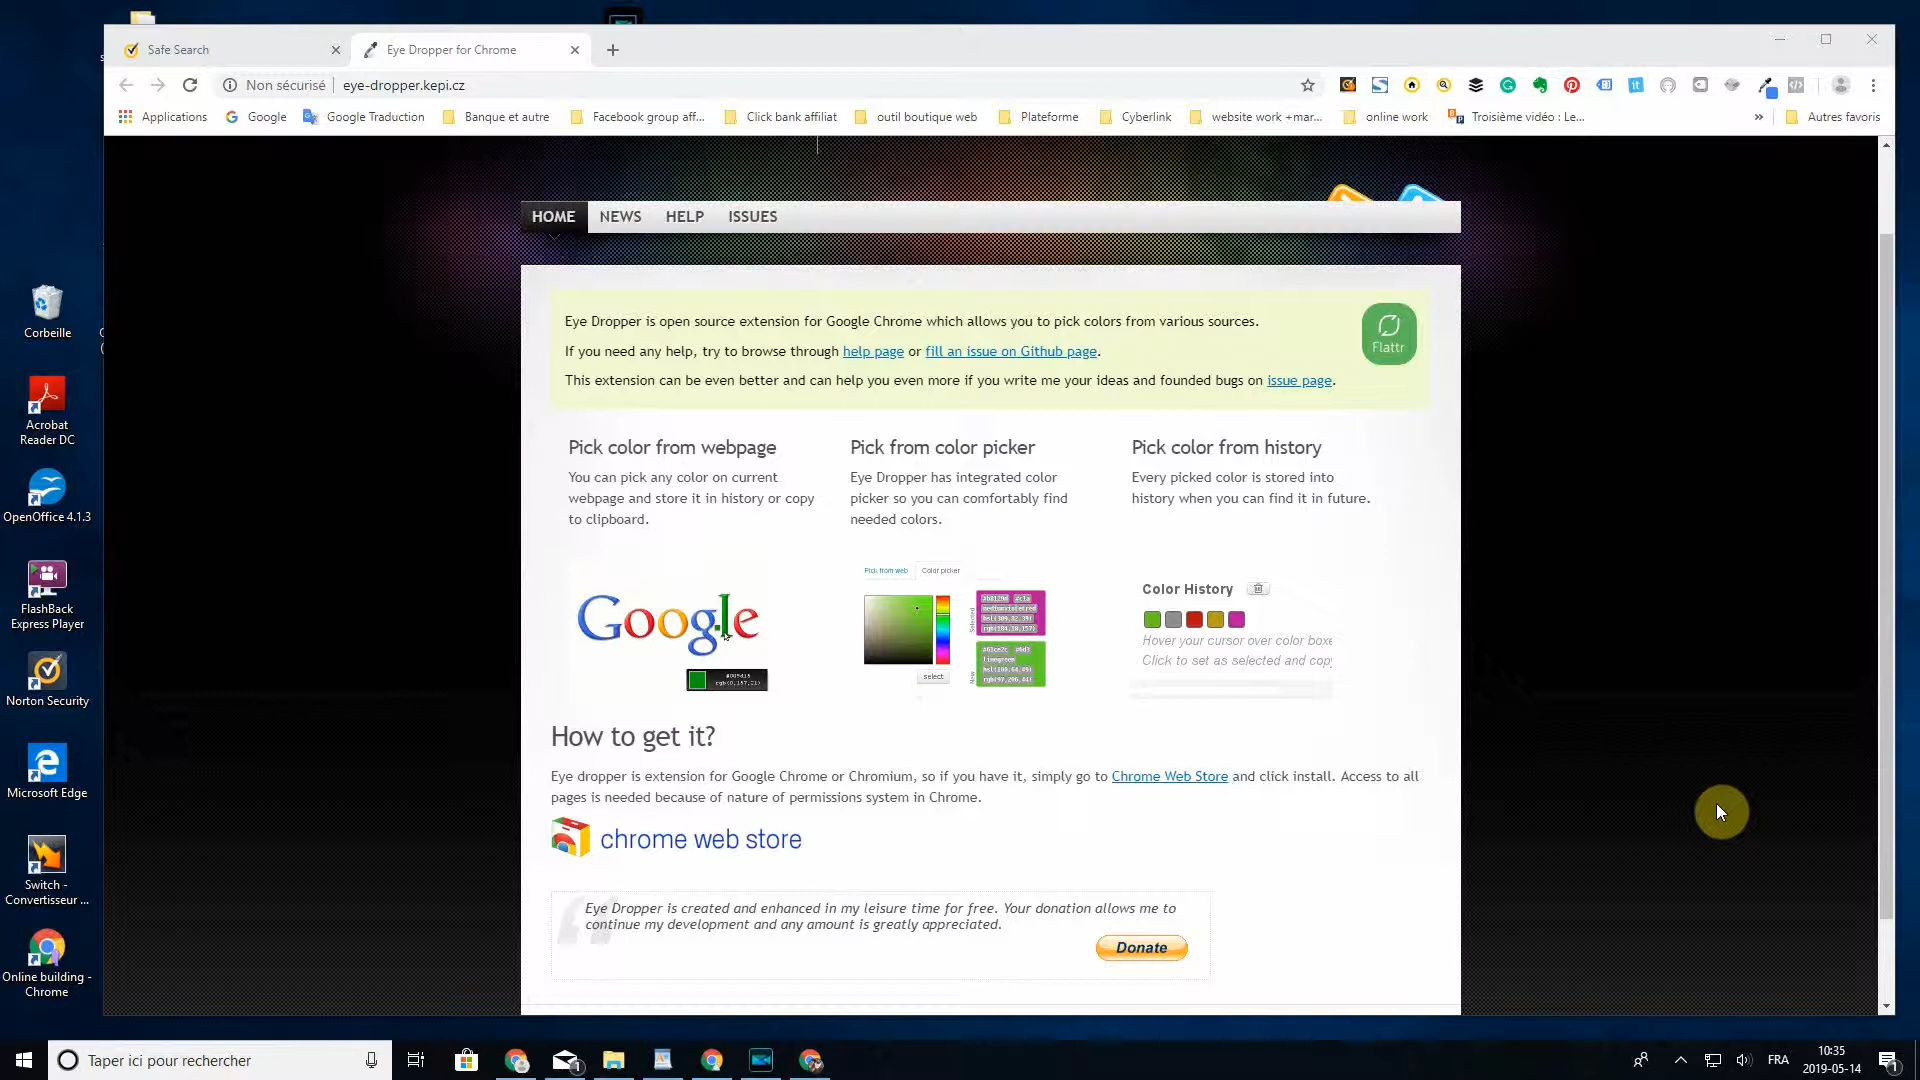 Safe Search
Eye Dropper for Chrome
Non sécurisé
eye-dropper.kepi.cz
Applications
Google
Google Traduction
Banque et autre
Facebook group aff...
Click bank affiliat
outil boutique web
Plateforme
Cyberlink
website work +mar...
online work
Troisième vidéo : Le...
»
Autres favoris
HOME
NEWS
HELP
ISSUES
Eye Dropper is open source extension for Google Chrome which allows you to pick colors from various sources.
If you need any help, try to browse through help page or fill an issue on Github page.
This extension can be even better and can help you even more if you write me your ideas and founded bugs on issue page.
Flattr
Pick color from webpage
You can pick any color on current
webpage and store it in history or copy
to clipboard.
Pick from color picker
Eye Dropper has integrated color
picker so you can comfortably find
needed colors.
Pick color from history
Every picked color is stored into
history when you can find it in future.
Google
Pick from web
Color picker
select
Selected
New
Color History
Hover your cursor over color boxe
Click to set as selected and copy
How to get it?
Eye dropper is extension for Google Chrome or Chromium, so if you have it, simply go to Chrome Web Store and click install. Access to all
pages is needed because of nature of permissions system in Chrome.
chrome web store
Eye Dropper is created and enhanced in my leisure time for free. Your donation allows me to
continue my development and any amount is greatly appreciated.
Donate
Corbeille
Acrobat
Reader DC
OpenOffice 4.1.3
FlashBack
Express Player
Norton Security
Microsoft Edge
Switch -
Convertisseur ...
Online building -
Chrome
Taper ici pour rechercher
1
FRA
10:35
2019-05-14
1